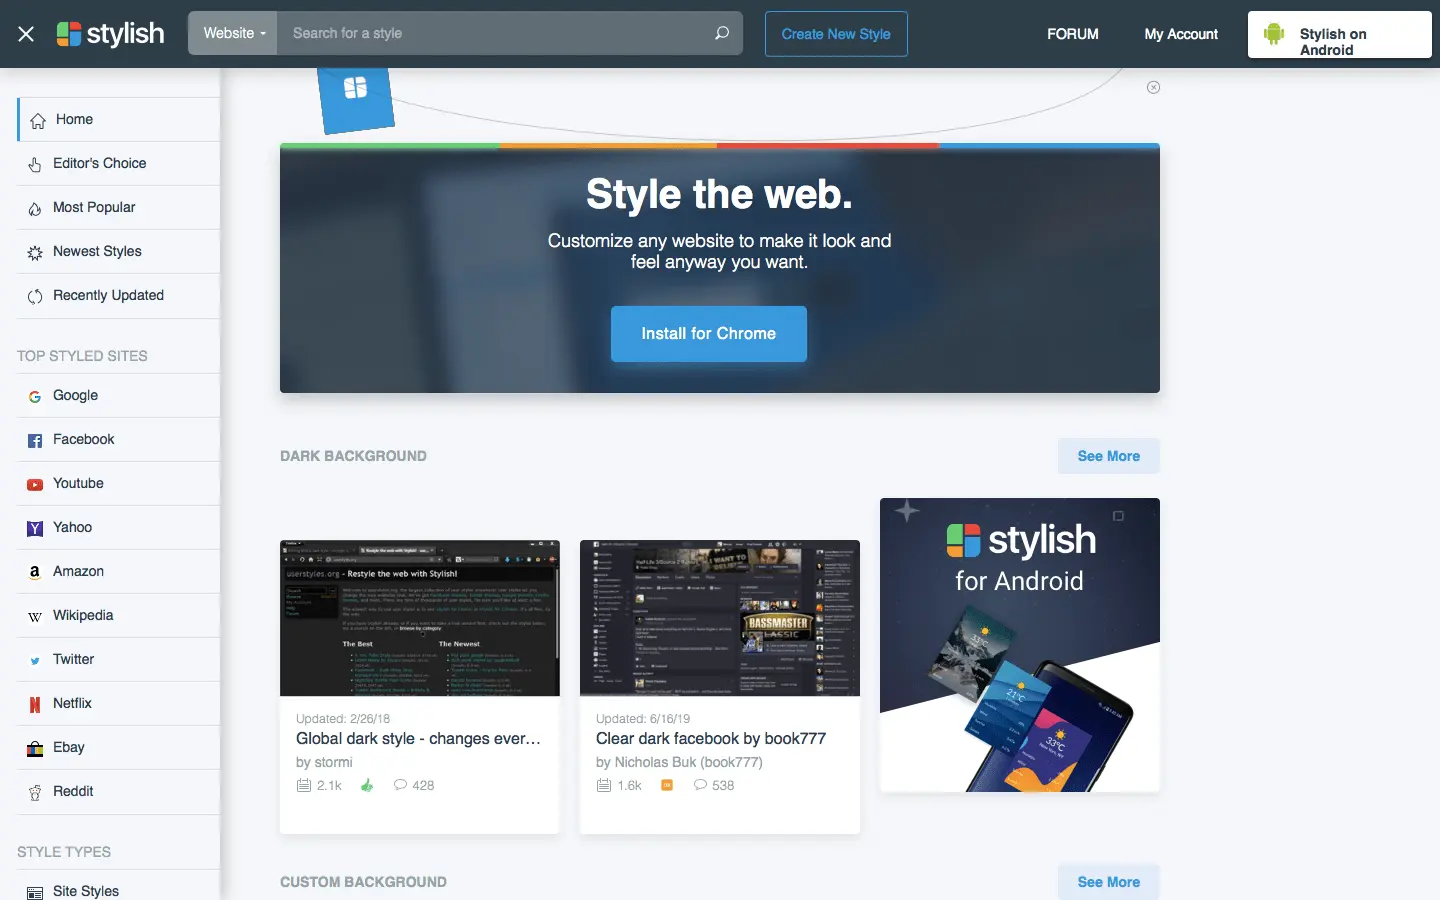 stylish
Website
Search for a style
Create New Style
FORUM
My Account
Stylish on
Android
Home
Editor's Choice
Most Popular
Newest Styles
Recently Updated
TOP STYLED SITES
Google
Facebook
Youtube
Yahoo
Amazon
Wikipedia
Twitter
Netflix
Ebay
Reddit
STYLE TYPES
Site Styles
Style the web.
Customize any website to make it look and
feel anyway you want.
Install for Chrome
DARK BACKGROUND
See More
userstyles.org - Restyle the web with Stylish!
The Best
The Newest
Updated: 2/26/18
Global dark style - changes ever...
by stormi
2.1k
428
BASSMASTER
CLASSIC
Updated: 6/16/19
Clear dark facebook by book777
by Nicholas Buk (book777)
1.6k
538
stylish
for Android
33°C
21°C
33°C
CUSTOM BACKGROUND
See More